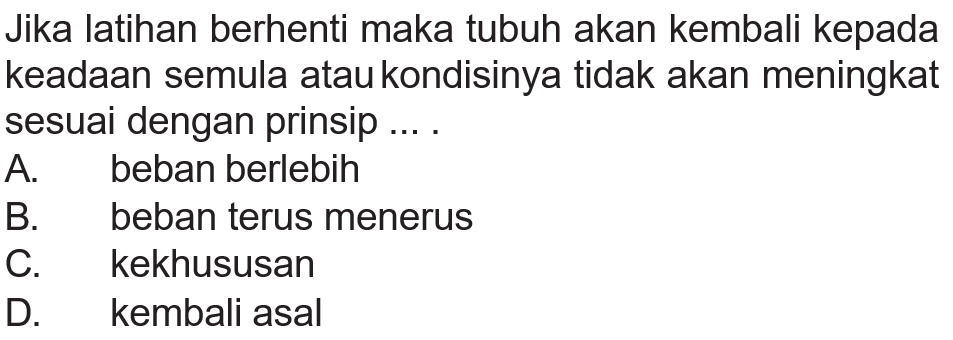 Jika latihan berhenti maka tubuh akan kembali kepada
keadaan semula atau kondisinya tidak akan meningkat
sesuai dengan prinsip ... .
A. beban berlebih
B. beban terus menerus
C. kekhususan
D. kembali asal